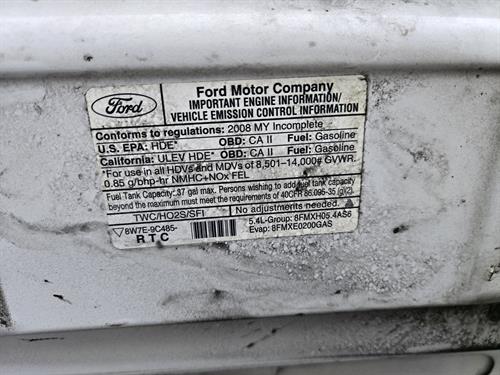 Ford
Ford Motor Company
IMPORTANT ENGINE INFORMATION/
VEHICLE EMISSION CONTROL INFORMATION
Conforms to regulations: 2008 MY Incomplete
U.S. EPA: HDE* OBD: CA II Fuel: Gasoline
California: ULEV HDE* OBD: CA II Fuel: Gasoline
*For use in all HDVs and MDVs of 8,501-14,000# GVWR.
0.85 g/bhp-hr NMHC+NOx FEL
Fuel Tank Capacity: 37 gal max. Persons wishing to add fuel tank capacity
beyond the maximum must meet the requirements of 40CFR 86.095-35 (g)(2).
TWC/HO2S/SFI No adjustments needed.
8W7E-9C485- 5.4L-Group: 8FMXH05.4AS6
RTC Evap: 8FMXE0200GAS